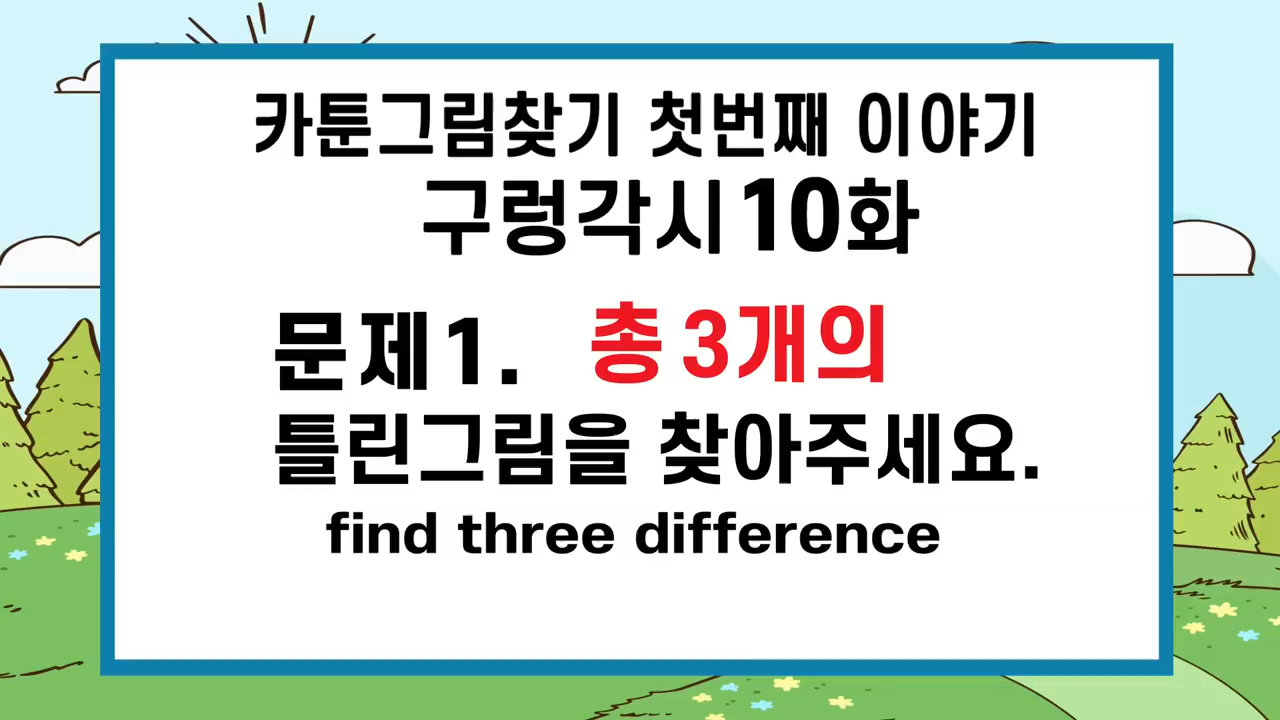 카툰그림찾기 첫번째 이야기
구렁각시10화
문제1. 총3개의
틀린그림을 찾아주세요.
find three difference